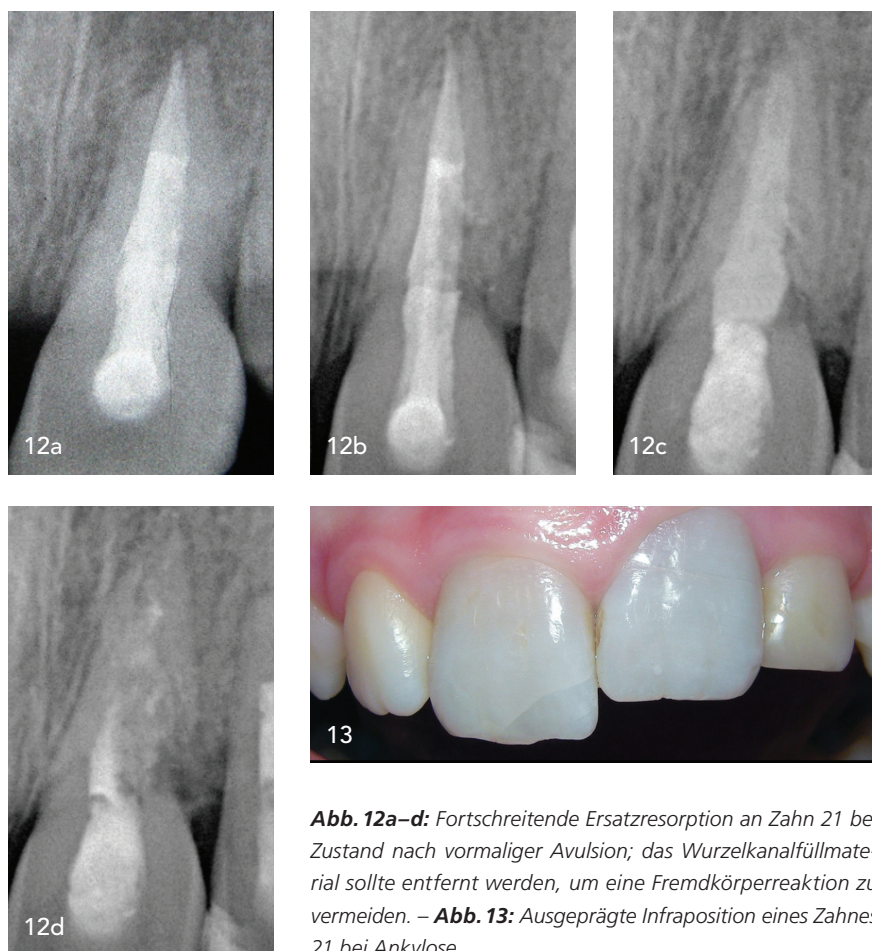 12a
12b
12c
12d
13
Abb. 12a–d: Fortschreitende Ersatzresorption an Zahn 21 be
Zustand nach vormaliger Avulsion; das Wurzelkanalfüllmate-
rial sollte entfernt werden, um eine Fremdkörperreaktion zu
vermeiden. – Abb. 13: Ausgeprägte Infraposition eines Zahnes
21 bei Ankylose